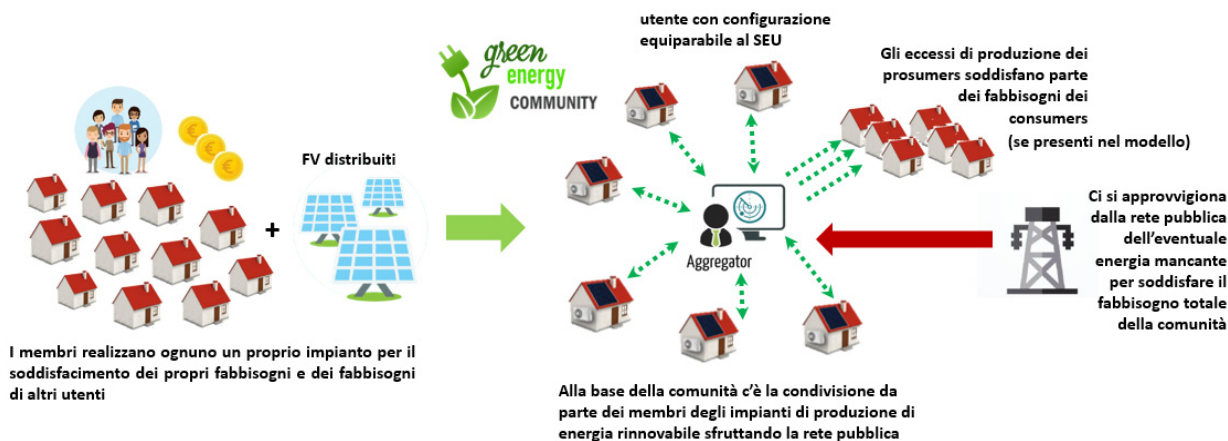 utente con configurazione
equiparabile al SEU
green
energy
COMMUNITY
Gli eccessi di produzione dei
prosumers soddisfano parte
dei fabbisogni dei
consumers
(se presenti nel modello)
FV distribuiti
+
Aggregator
Ci si approvvigiona
dalla rete pubblica
dell'eventuale
energia mancante
per soddisfare il
fabbisogno totale
della comunità
I membri realizzano ognuno un proprio impianto per il
soddisfacimento dei propri fabbisogni e dei fabbisogni
di altri utenti
Alla base della comunità c'è la condivisione da
parte dei membri degli impianti di produzione di
energia rinnovabile sfruttando la rete pubblica